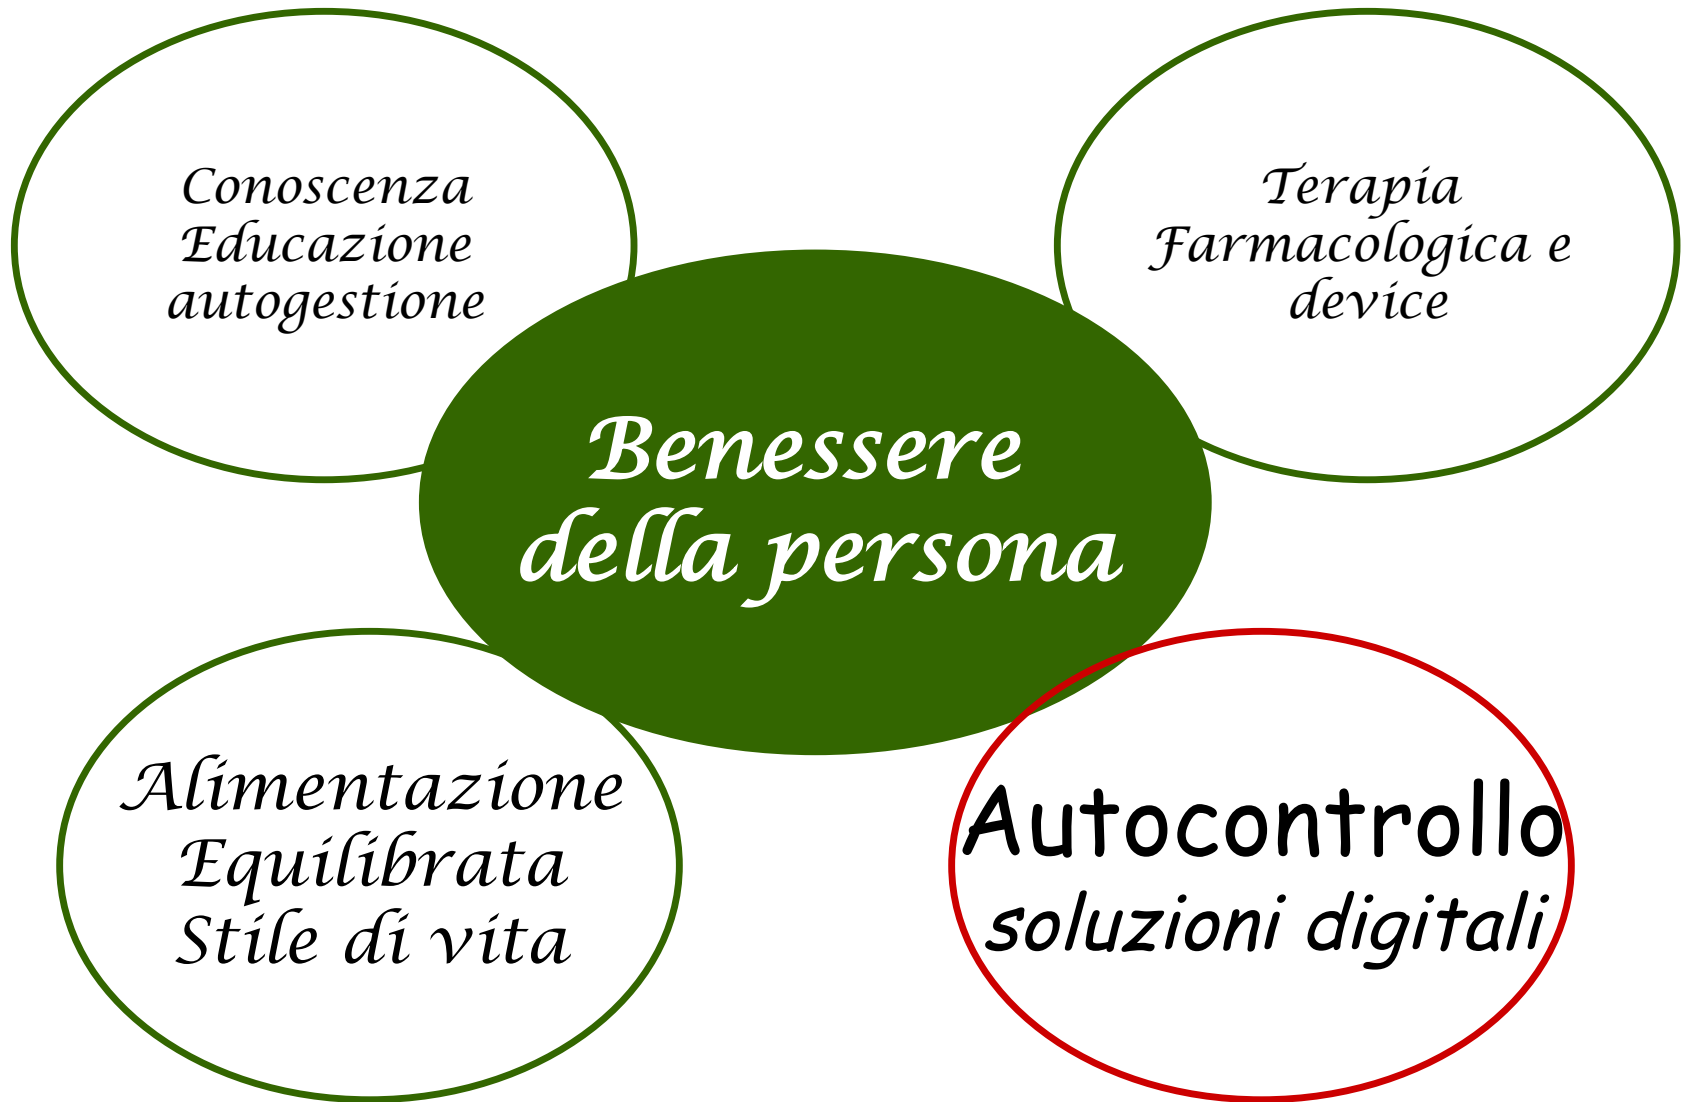 Conoscenza
Educazione
autogestione
Terapia
Farmacologica e
device
Benessere
della persona
Alimentazione
Equilibrata
Stile di vita
Autocontrollo
soluzioni digitali